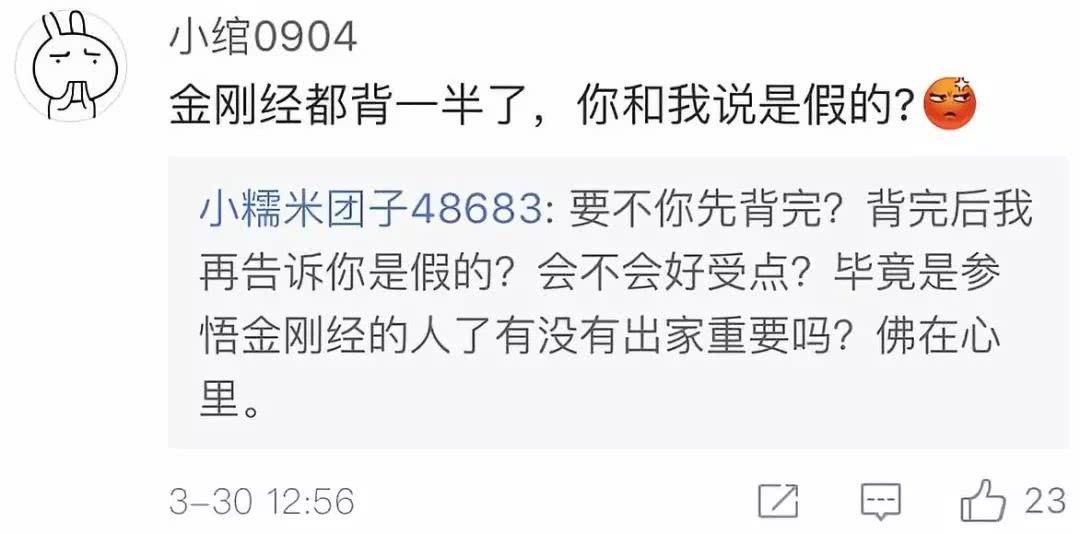 小绾0904
金刚经都背一半了，你和我说是假的?
小糯米团子48683: 要不你先背完？背完后我
再告诉你是假的？会不会好受点？毕竟是参
悟金刚经的人了有没有出家重要吗？佛在心
里。
3-30 12:56
23